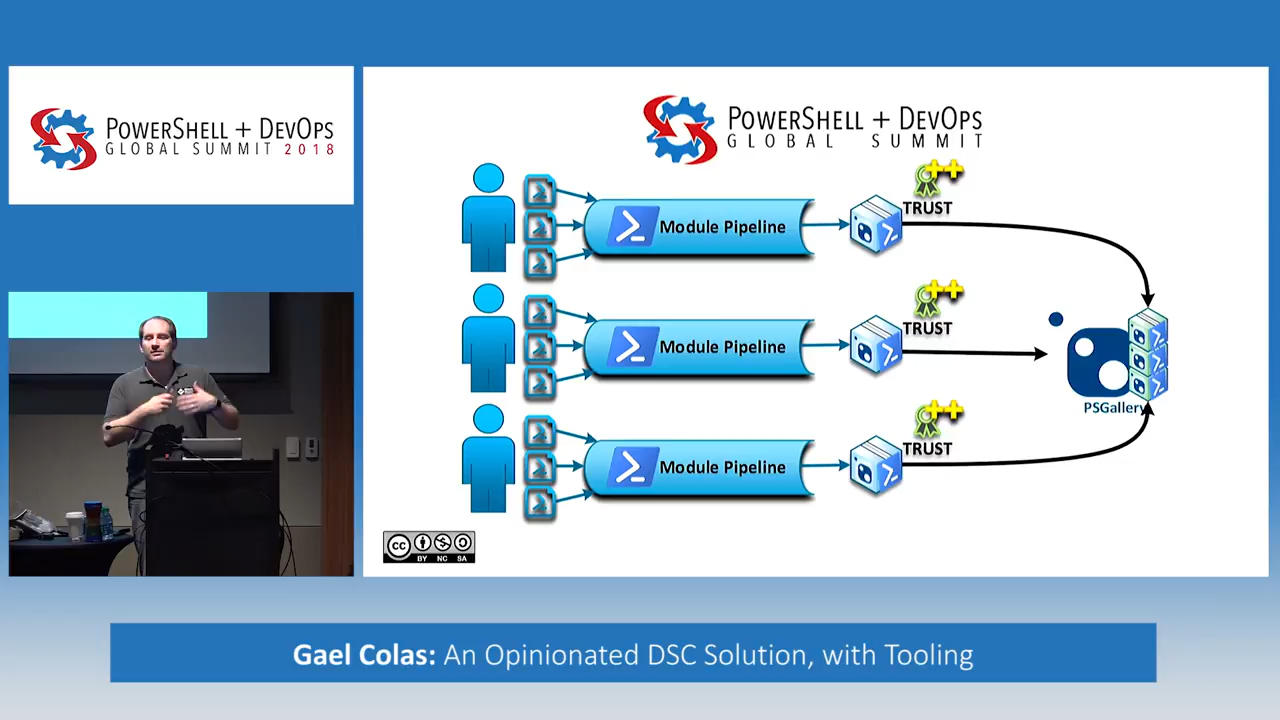 POWERSHELL + DEVOPS
GLOBAL SUMMIT 2018
POWERSHELL + DEVOPS
GLOBAL SUMMIT
++
TRUST
Module Pipeline
++
TRUST
Module Pipeline
PSGallery
++
TRUST
Module Pipeline
cc
BY NC SA
Gael Colas: An Opinionated DSC Solution, with Tooling